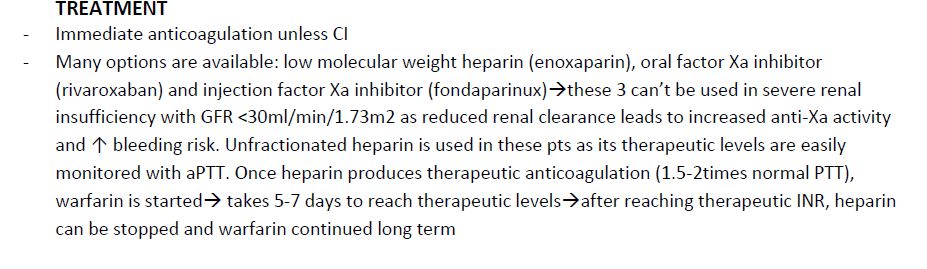 TREATMENT
- Immediate anticoagulation unless CI
- Many options are available: low molecular weight heparin (enoxaparin), oral factor Xa inhibitor
(rivaroxaban) and injection factor Xa inhibitor (fondaparinux)→these 3 can't be used in severe renal
insufficiency with GFR <30ml/min/1.73m2 as reduced renal clearance leads to increased anti-Xa activity
and ↑ bleeding risk. Unfractionated heparin is used in these pts as its therapeutic levels are easily
monitored with aPTT. Once heparin produces therapeutic anticoagulation (1.5-2times normal PTT),
warfarin is started→ takes 5-7 days to reach therapeutic levels→after reaching therapeutic INR, heparin
can be stopped and warfarin continued long term